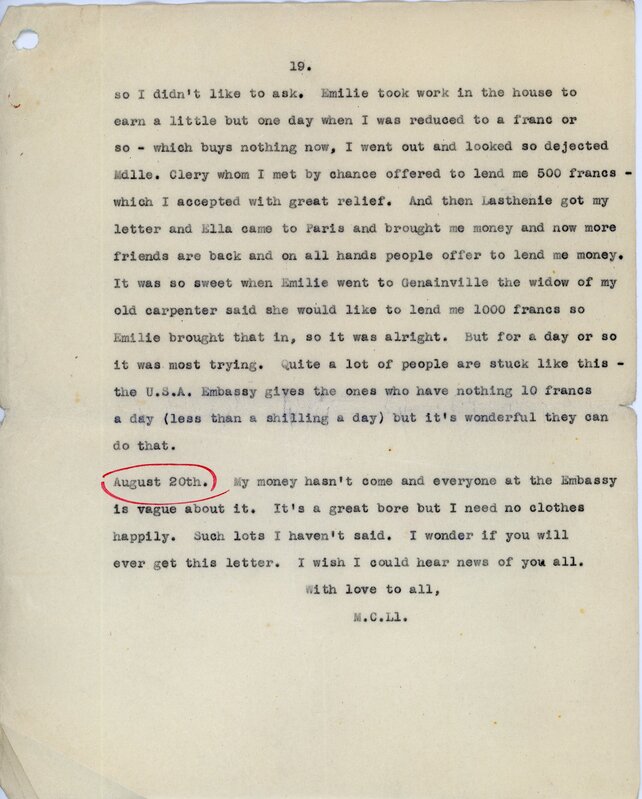 19.
so I didn't like to ask. Emilie took work in the house to
earn a little but one day when I was reduced to a franc or
so - which buys nothing now, I went out and looked so dejected
Mdlle. Clery whom I met by chance offered to lend me 500 francs -
which I accepted with great relief. And then Lasthenie got my
letter and Ella came to Paris and brought me money and now more
friends are back and on all hands people offer to lend me money.
It was so sweet when Emilie went to Genainville the widow of my
old carpenter said she would like to lend me 1000 francs so
Emilie brought that in, so it was alright. But for a day or so
it was most trying. Quite a lot of people are stuck like this -
the U.S.A. Embassy gives the ones who have nothing 10 francs
a day (less than a shilling a day) but it's wonderful they can
do that.
August 20th. My money hasn't come and everyone at the Embassy
is vague about it. It's a great bore but I need no clothes
happily. Such lots I haven't said. I wonder if you will
ever get this letter. I wish I could hear news of you all.
With love to all,
M.C.Ll.